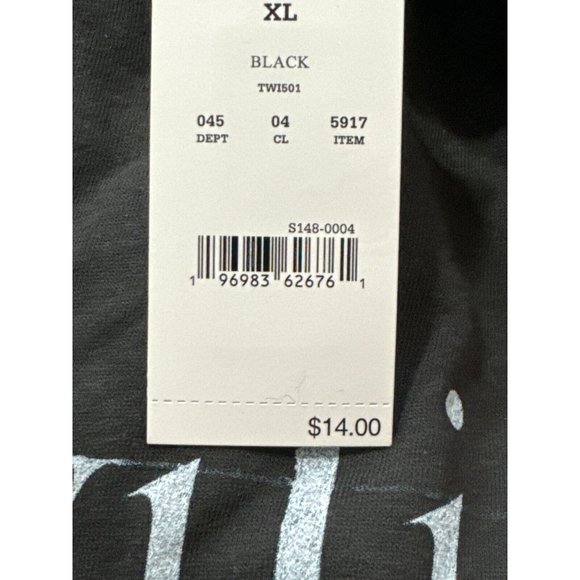 XL
BLACK
TWI501
045 04 5917
DEPT CL ITEM
S148-0004
1 96983 62676 1
$14.00